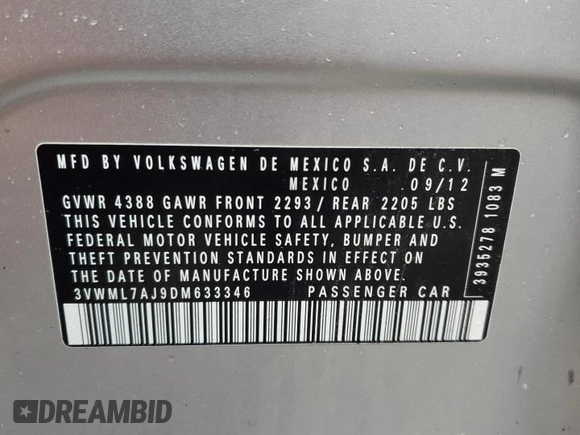 MFD BY VOLKSWAGEN DE MEXICO S.A. DE C.V.
MEXICO 09/12
GVWR 4388 GAWR FRONT 2293/ REAR 2205 LBS
THIS VEHICLE CONFORMS TO ALL APPLICABLE U.S.
FEDERAL MOTOR VEHICLE SAFETY, BUMPER AND
THEFT PREVENTION STANDARDS IN EFFECT ON
THE DATE OF MANUFACTURE SHOWN ABOVE.
3VWML7AJ9DM633346 PASSENGER CAR
3935278 1083 M
DREAMBID